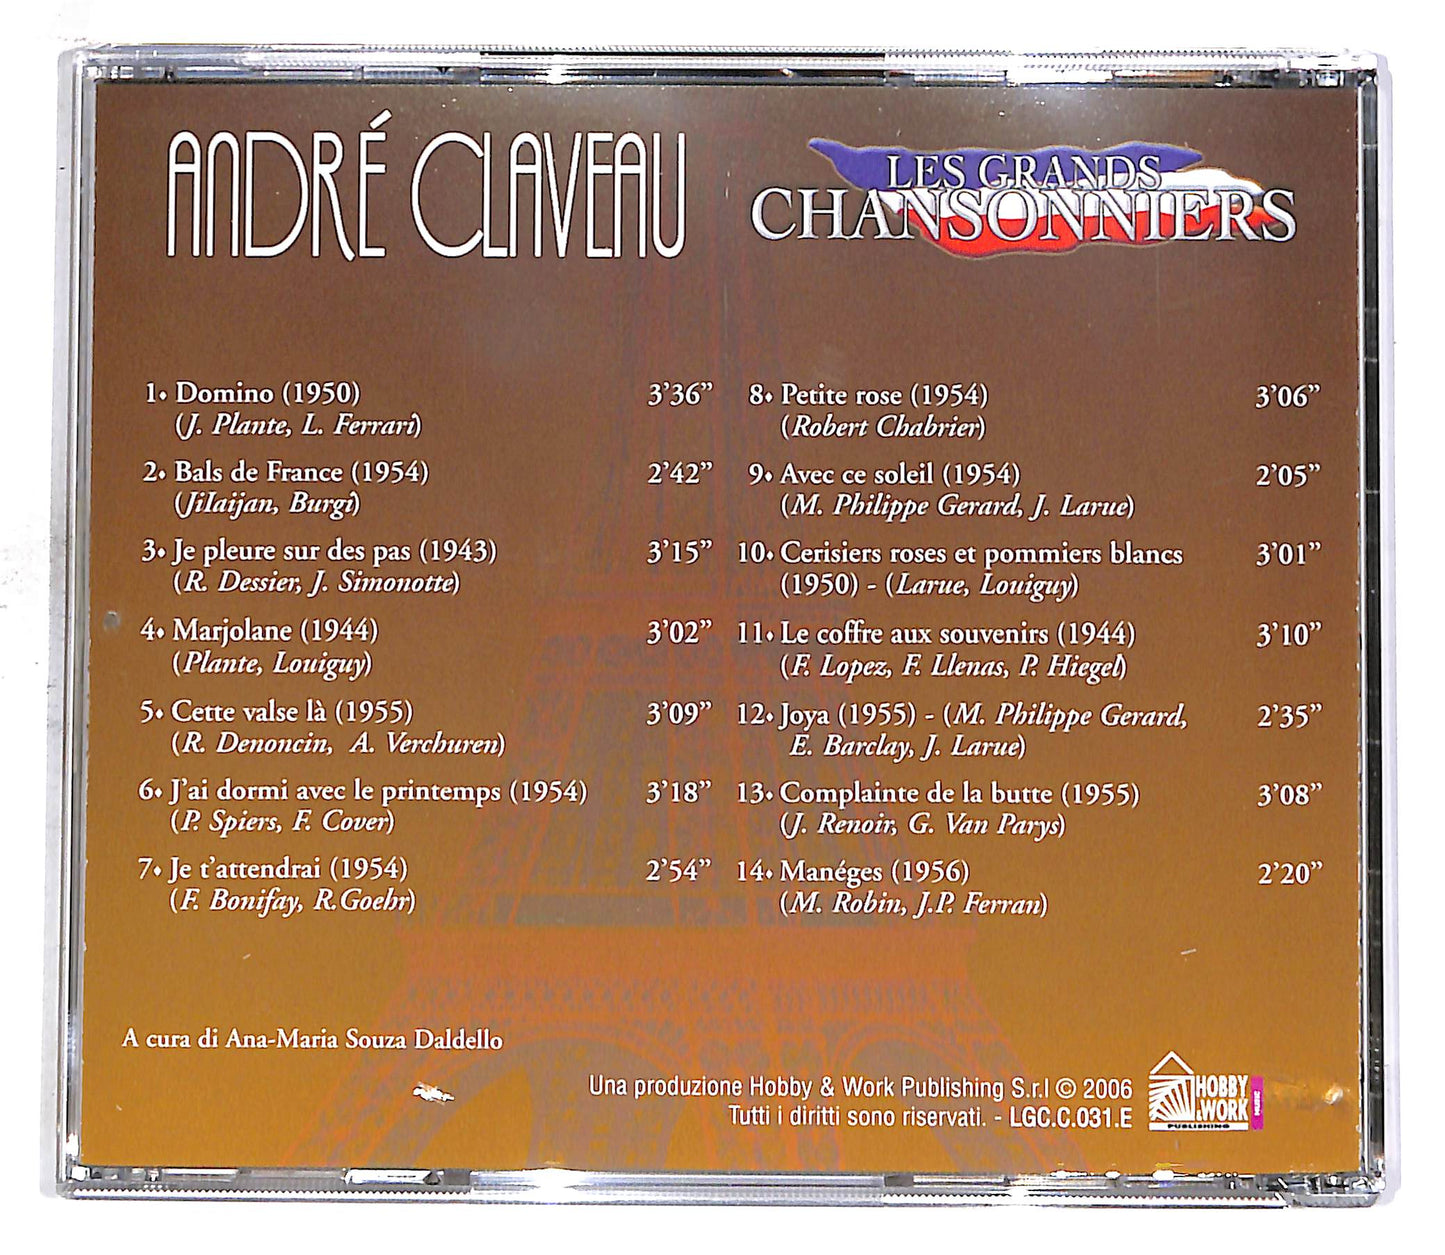 ANDRÉ CLAVEAU
LES GRANDS
CHANSONNIERS
1♦ Domino (1950) 3’36”
(J. Plante, L. Ferrari)
2♦ Bals de France (1954) 2’42”
(Jilaijan, Burgi)
3♦ Je pleure sur des pas (1943) 3’15”
(R. Dessier, J. Simonotte)
4♦ Marjolane (1944) 3’02”
(Plante, Louiguy)
5♦ Cette valse là (1955) 3’09”
(R. Denoncin, A. Verchuren)
6♦ J’ai dormi avec le printemps (1954) 3’18”
(P. Spiers, F. Cover)
7♦ Je t’attendrai (1954) 2’54”
(F. Bonifay, R.Goehr)
8♦ Petite rose (1954) 3’06”
(Robert Chabrier)
9♦ Avec ce soleil (1954) 2’05”
(M. Philippe Gerard, J. Larue)
10♦ Cerisiers roses et pommiers blancs 3’01”
(1950) - (Larue, Louiguy)
11♦ Le coffre aux souvenirs (1944) 3’10”
(F. Lopez, F. Llenas, P. Hiegel)
12♦ Joya (1955) - (M. Philippe Gerard, 2’35”
E. Barclay, J. Larue)
13♦ Complainte de la butte (1955) 3’08”
(J. Renoir, G. Van Parys)
14♦ Manéges (1956) 2’20”
(M. Robin, J.P. Ferran)
A cura di Ana-Maria Souza Daldello
Una produzione Hobby & Work Publishing S.r.l © 2006
Tutti i diritti sono riservati. - LGC.C.031.E
HOBBY
&WORK
PUBLISHING
MUSIC